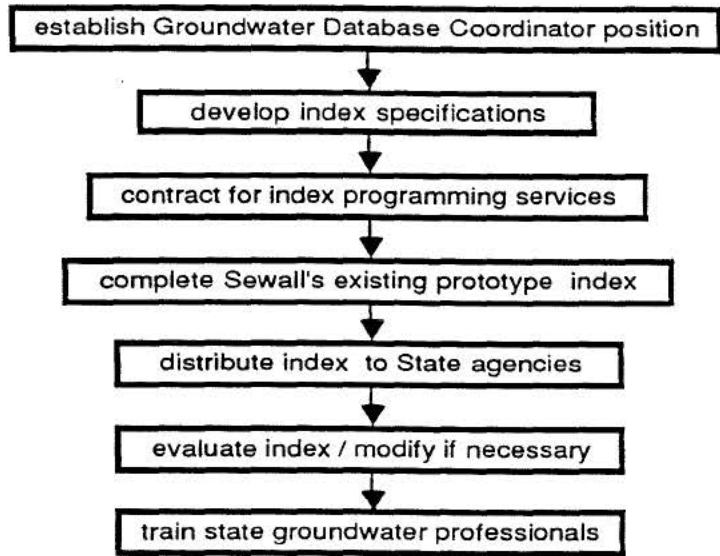 establish Groundwater Database Coordinator position
develop index specifications
contract for index programming services
complete Sewall's existing prototype index
distribute index to State agencies
evaluate index / modify if necessary
train state groundwater professionals